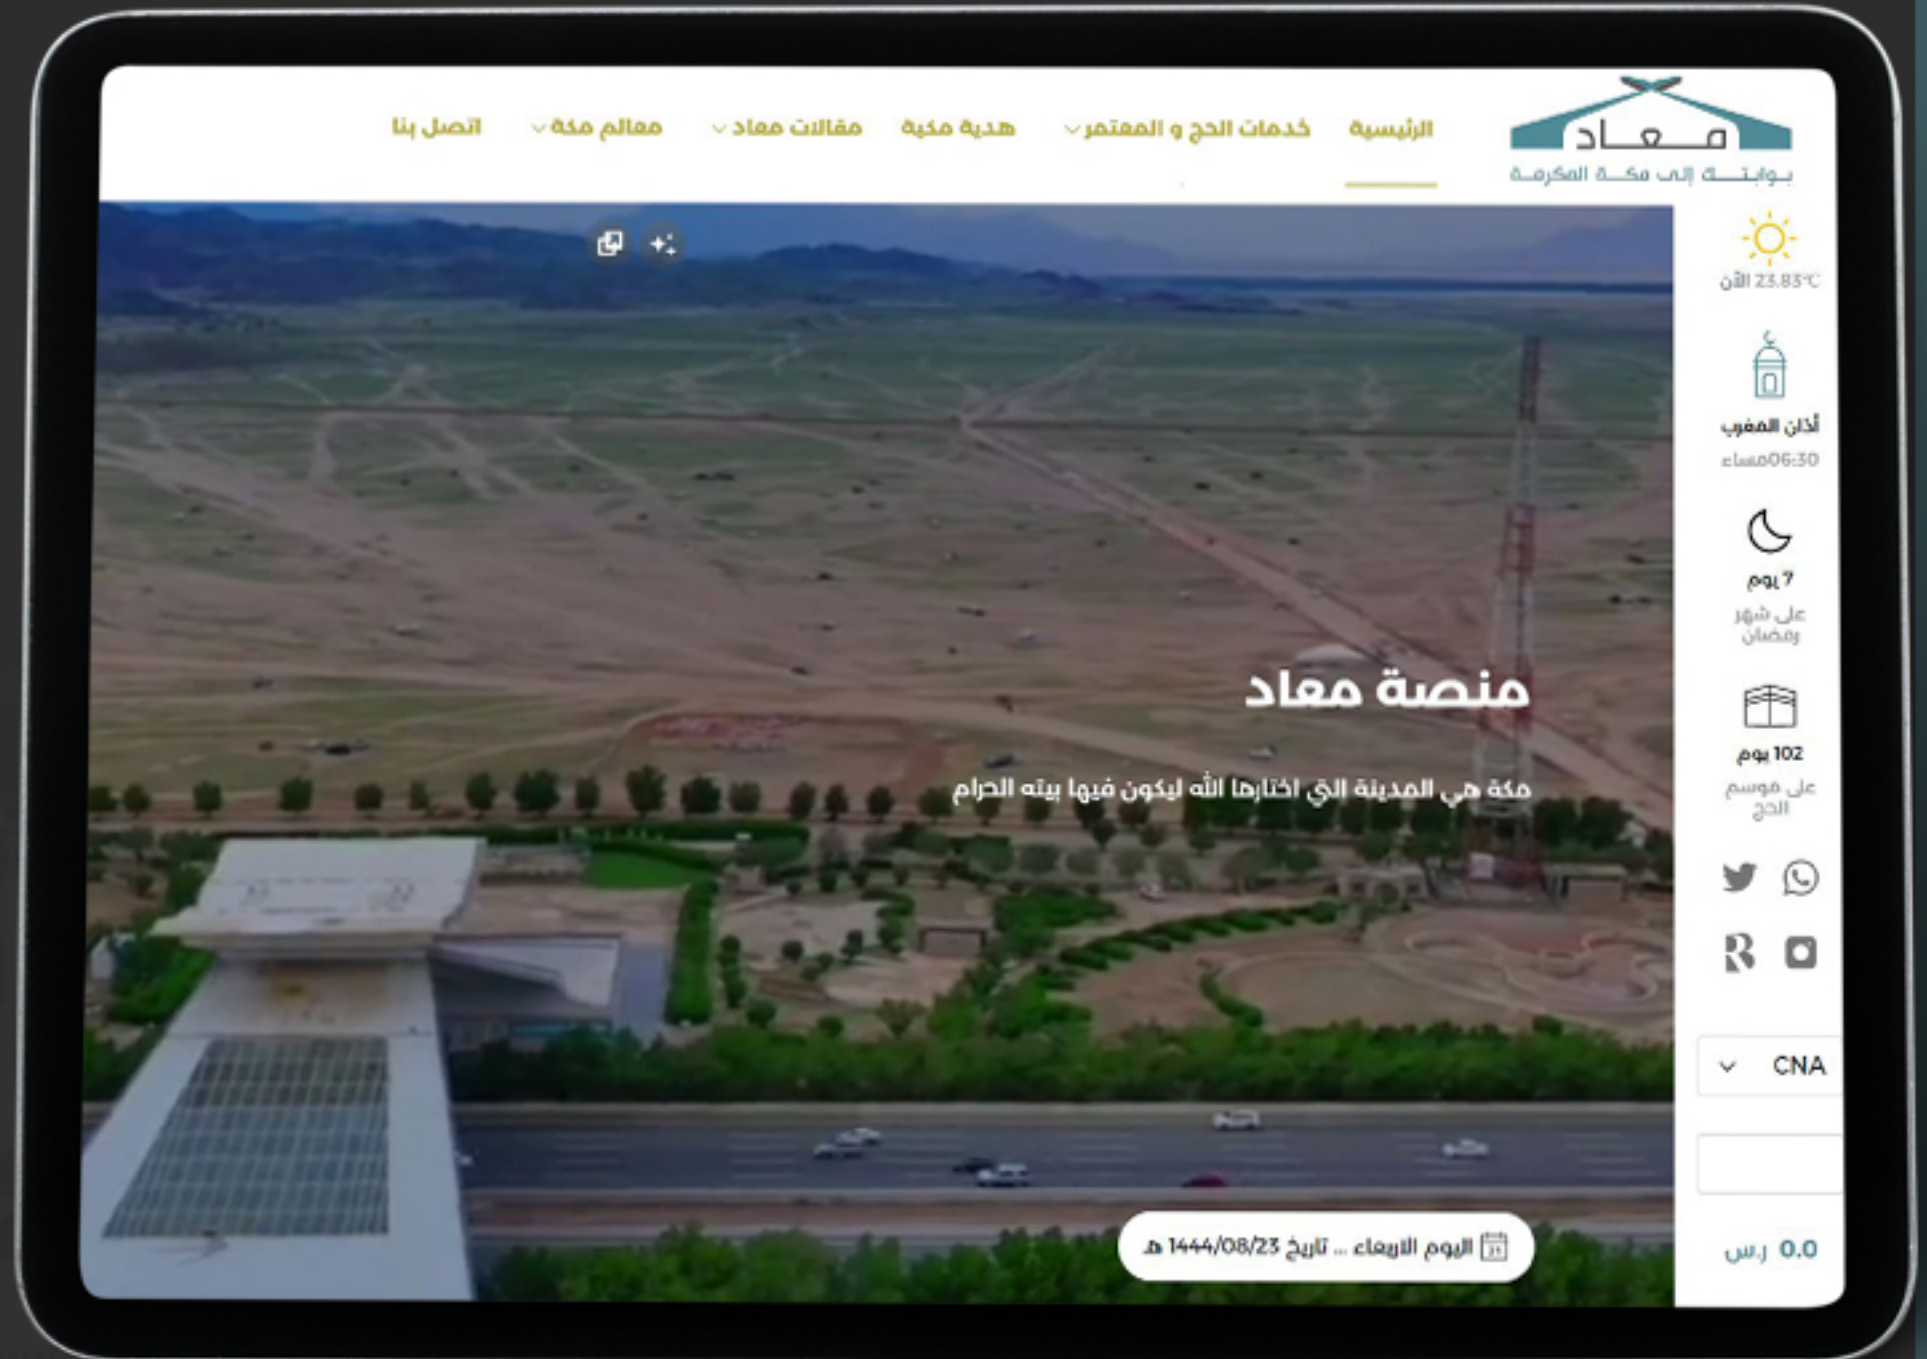 معاد
بوابتك إلى مكة المكرمة
الرئيسية
خدمات الحج و المعتمر
هدية مكية
مقالات معاد
معالم مكة
اتصل بنا
23.83°C الآن
أذان المغرب
06:30مساء
7 يوم
على شهر
رمضان
102 يوم
على موسم
الحج
CNA
0.0 ر.س
منصة معاد
مكة هي المدينة التي اختارها الله ليكون فيها بيته الحرام
اليوم الاربعاء ... تاريخ 1444/08/23 هـ